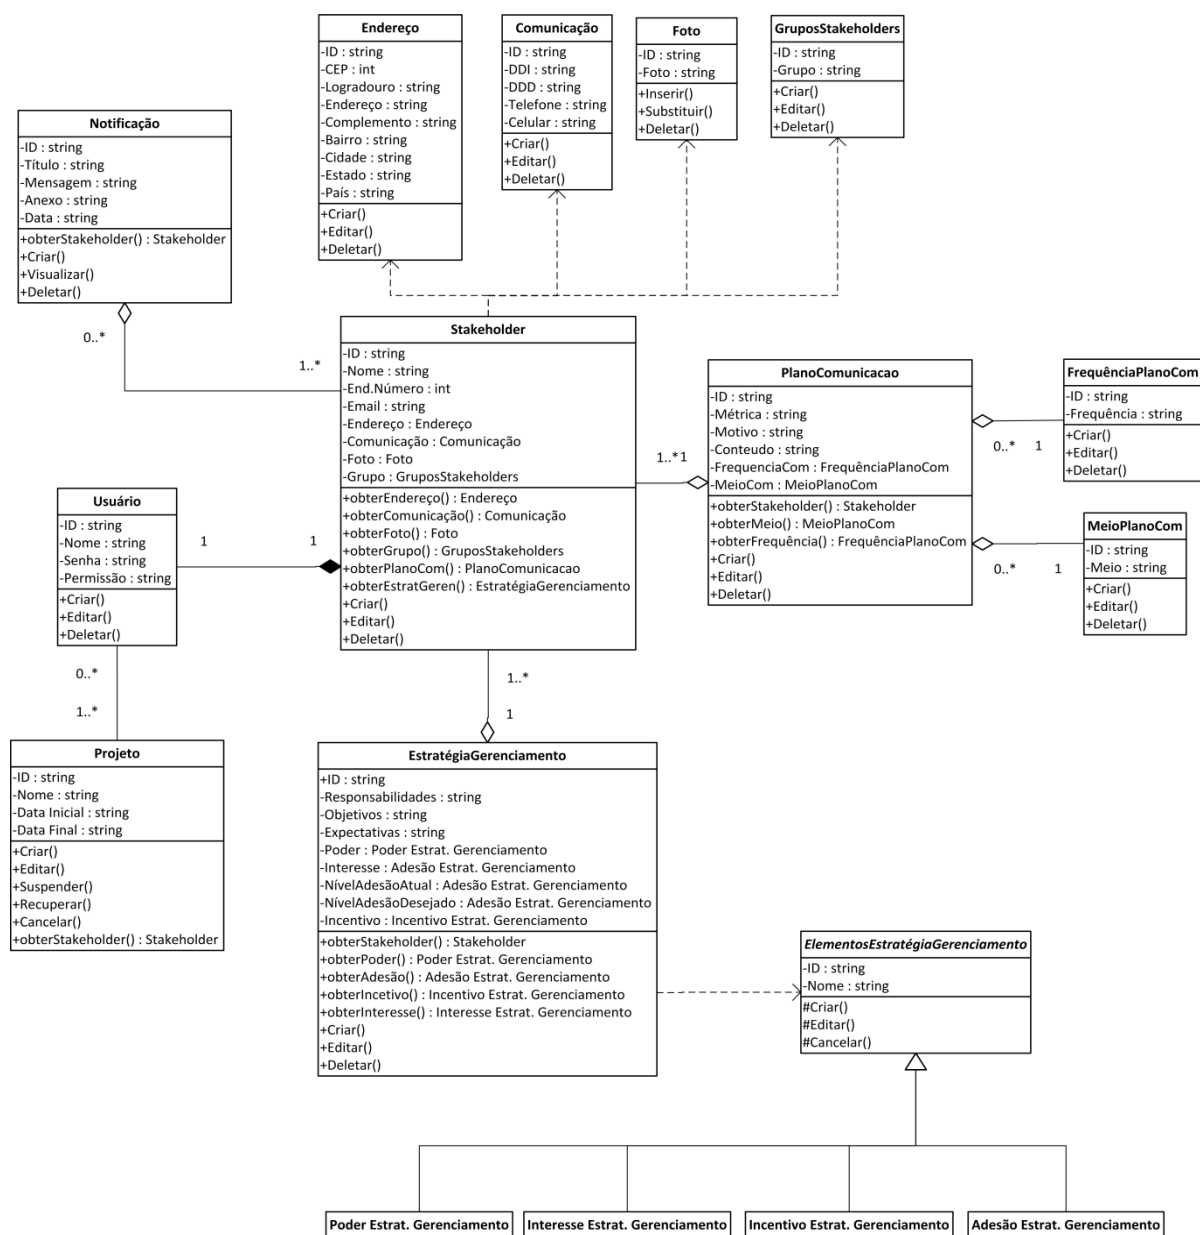 Endereço
-ID : string
-CEP : int
-Logradouro : string
-Endereço : string
-Complemento : string
-Bairro : string
-Cidade : string
-Estado : string
-País : string
+Criar()
+Editar()
+Deletar()
Comunicação
-ID : string
-DDI : string
-DDD : string
-Telefone : string
-Celular : string
+Criar()
+Editar()
+Deletar()
Foto
-ID : string
-Foto : string
+Inserir()
+Substituir()
+Deletar()
GruposStakeholders
-ID : string
-Grupo : string
+Criar()
+Editar()
+Deletar()
Notificação
-ID : string
-Título : string
-Mensagem : string
-Anexo : string
-Data : string
+obterStakeholder() : Stakeholder
+Criar()
+Visualizar()
+Deletar()
0..*
1..*
Stakeholder
-ID : string
-Nome : string
-End.Número : int
-Email : string
-Endereço : Endereço
-Comunicação : Comunicação
-Foto : Foto
-Grupo : GruposStakeholders
+obterEndereço() : Endereço
+obterComunicação() : Comunicação
+obterFoto() : Foto
+obterGrupo() : GruposStakeholders
+obterPlanoCom() : PlanoComunicacao
+obterEstratGeren() : EstratégiaGerenciamento
+Criar()
+Editar()
+Deletar()
1..*
1
PlanoComunicacao
-ID : string
-Métrica : string
-Motivo : string
-Conteudo : string
-FrequenciaCom : FrequênciaPlanoCom
-MeioCom : MeioPlanoCom
+obterStakeholder() : Stakeholder
+obterMeio() : MeioPlanoCom
+obterFrequência() : FrequênciaPlanoCom
+Criar()
+Editar()
+Deletar()
0..*
1
FrequênciaPlanoCom
-ID : string
-Frequência : string
+Criar()
+Editar()
+Deletar()
0..*
1
MeioPlanoCom
-ID : string
-Meio : string
+Criar()
+Editar()
+Deletar()
Usuário
-ID : string
-Nome : string
-Senha : string
-Permissão : string
+Criar()
+Editar()
+Deletar()
1
1
0..*
1..*
Projeto
-ID : string
-Nome : string
-Data Inicial : string
-Data Final : string
+Criar()
+Editar()
+Suspender()
+Recuperar()
+Cancelar()
+obterStakeholder() : Stakeholder
1..*
1
EstratégiaGerenciamento
+ID : string
-Responsabilidades : string
-Objetivos : string
-Expectativas : string
-Poder : Poder Estrat. Gerenciamento
-Interesse : Adesão Estrat. Gerenciamento
-NívelAdesãoAtual : Adesão Estrat. Gerenciamento
-NívelAdesãoDesejado : Adesão Estrat. Gerenciamento
-Incentivo : Incentivo Estrat. Gerenciamento
+obterStakeholder() : Stakeholder
+obterPoder() : Poder Estrat. Gerenciamento
+obterAdesão() : Adesão Estrat. Gerenciamento
+obterIncetivo() : Incentivo Estrat. Gerenciamento
+obterInteresse() : Interesse Estrat. Gerenciamento
+Criar()
+Editar()
+Deletar()
ElementosEstratégiaGerenciamento
-ID : string
-Nome : string
#Criar()
#Editar()
#Cancelar()
Poder Estrat. Gerenciamento
Interesse Estrat. Gerenciamento
Incentivo Estrat. Gerenciamento
Adesão Estrat. Gerenciamento